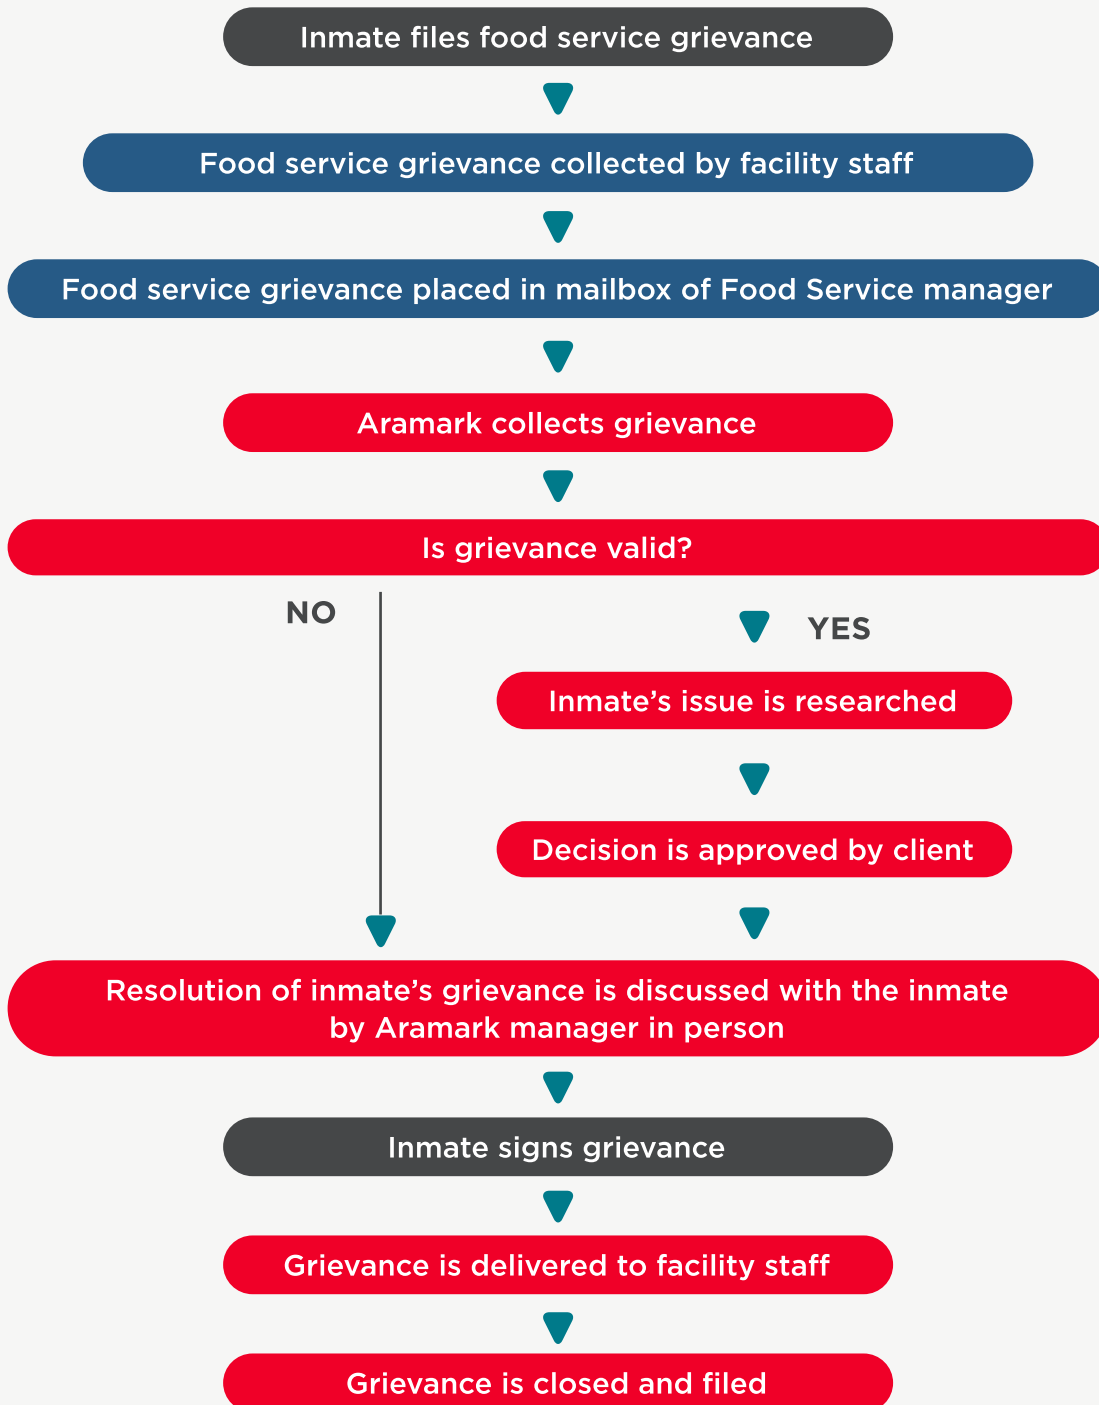 Inmate files food service grievance
Food service grievance collected by facility staff
Food service grievance placed in mailbox of Food Service manager
Aramark collects grievance
Is grievance valid?
NO
YES
Inmate’s issue is researched
Decision is approved by client
Resolution of inmate’s grievance is discussed with the inmate
by Aramark manager in person
Inmate signs grievance
Grievance is delivered to facility staff
Grievance is closed and filed